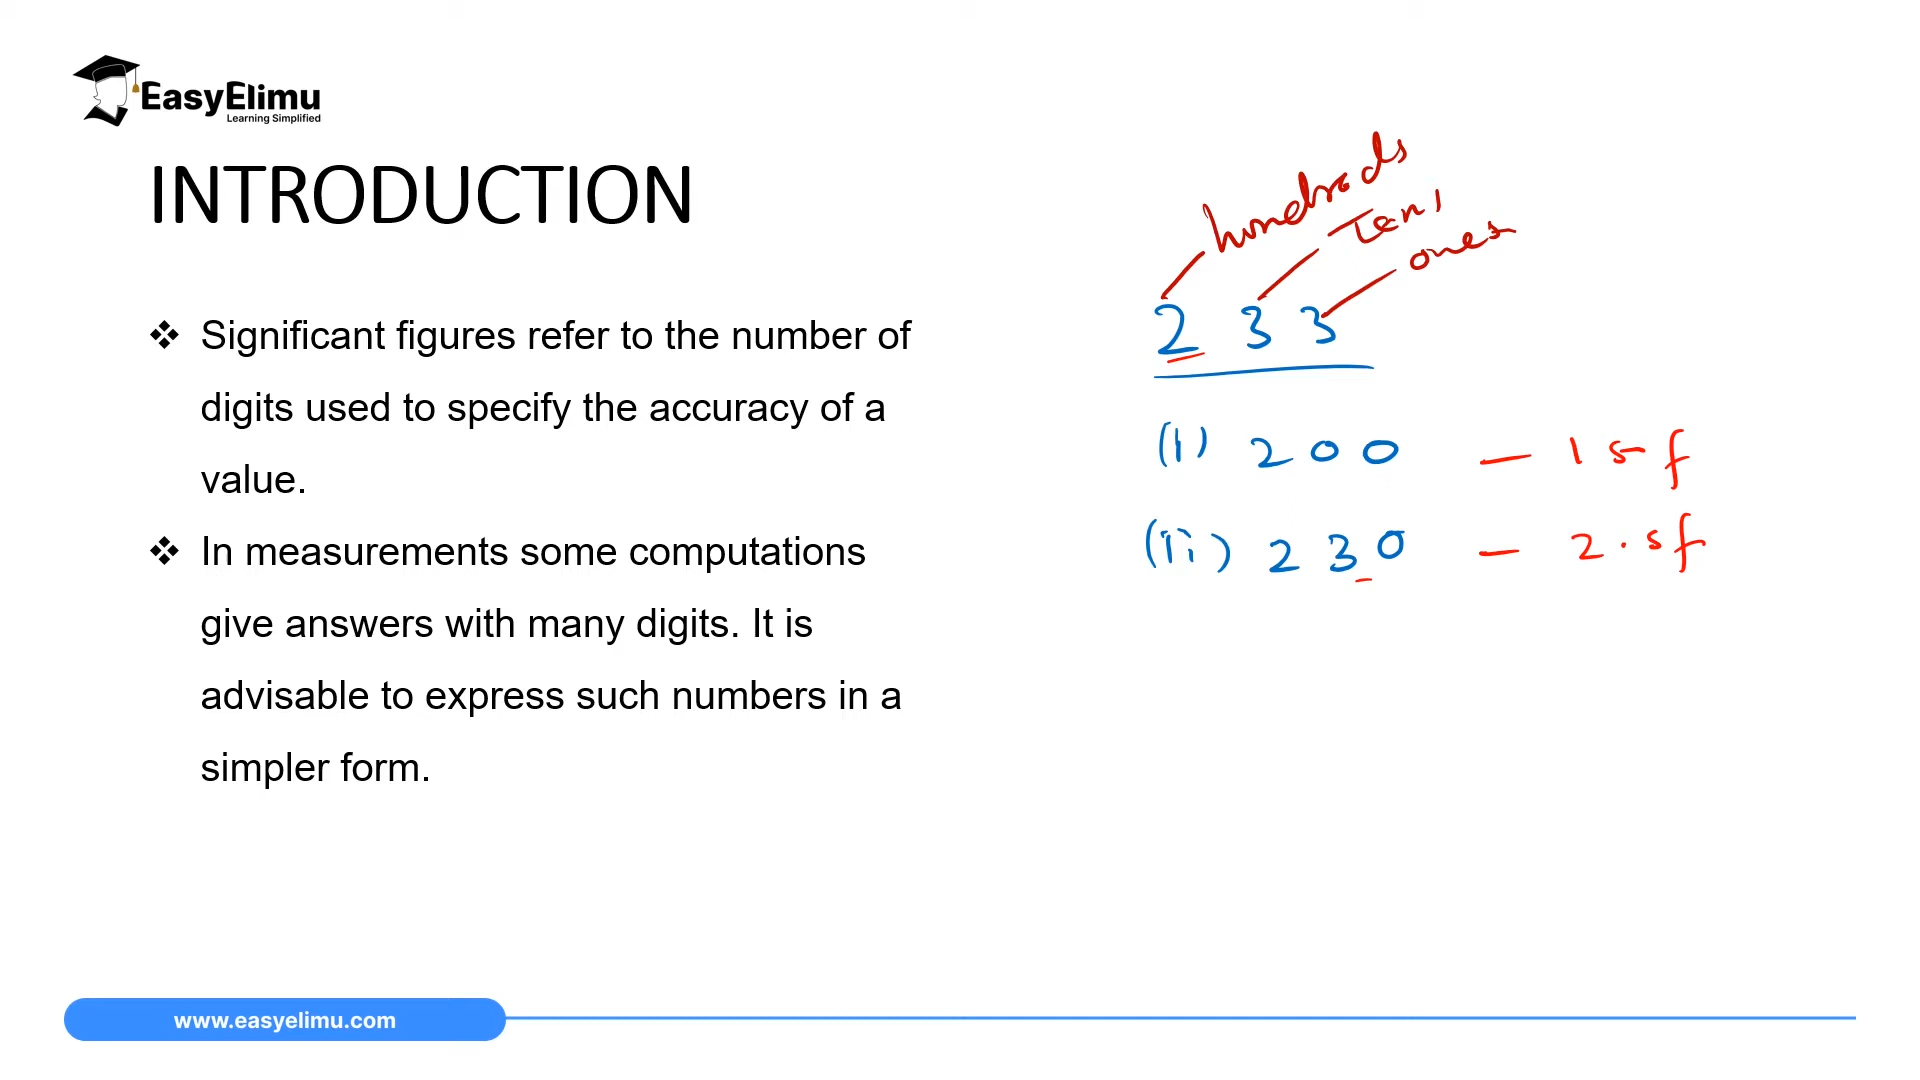 EasyElimu
Learning Simplified
INTRODUCTION
❖ Significant figures refer to the number of
digits used to specify the accuracy of a
value.
❖ In measurements some computations
give answers with many digits. It is
advisable to express such numbers in a
simpler form.
hundreds
Tens
ones
2 3 3
(i) 200 — 1 sf
(ii) 230 — 2.sf
www.easyelimu.com